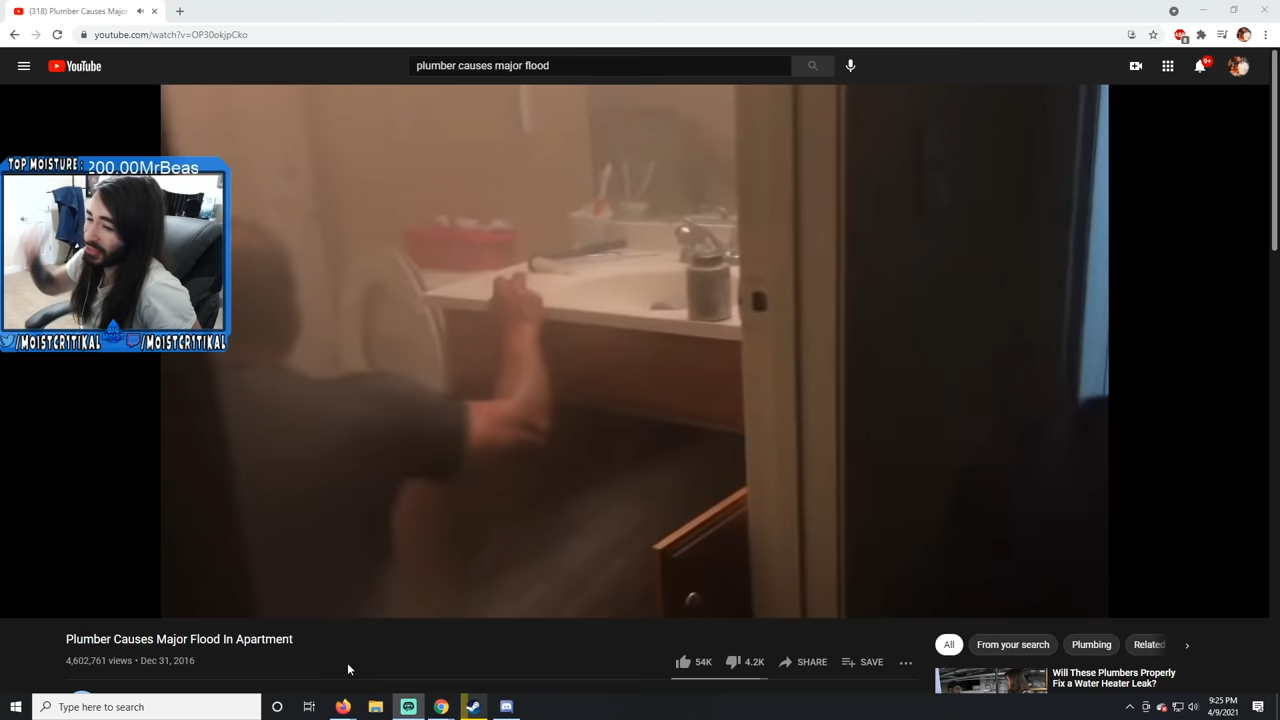 (318) Plumber Causes Major
youtube.com/watch?v=OP30okjpCko
YouTube
plumber causes major flood
9+
TOP MOISTURE :
200.00MrBeas
/MOISTCR1TIKAL
/MOISTCR1TIKAL
Plumber Causes Major Flood In Apartment
4,602,761 views • Dec 31, 2016
54K
4.2K
SHARE
SAVE
All
From your search
Plumbing
Related
Will These Plumbers Properly
Fix a Water Heater Leak?
Type here to search
9:25 PM
4/9/2021